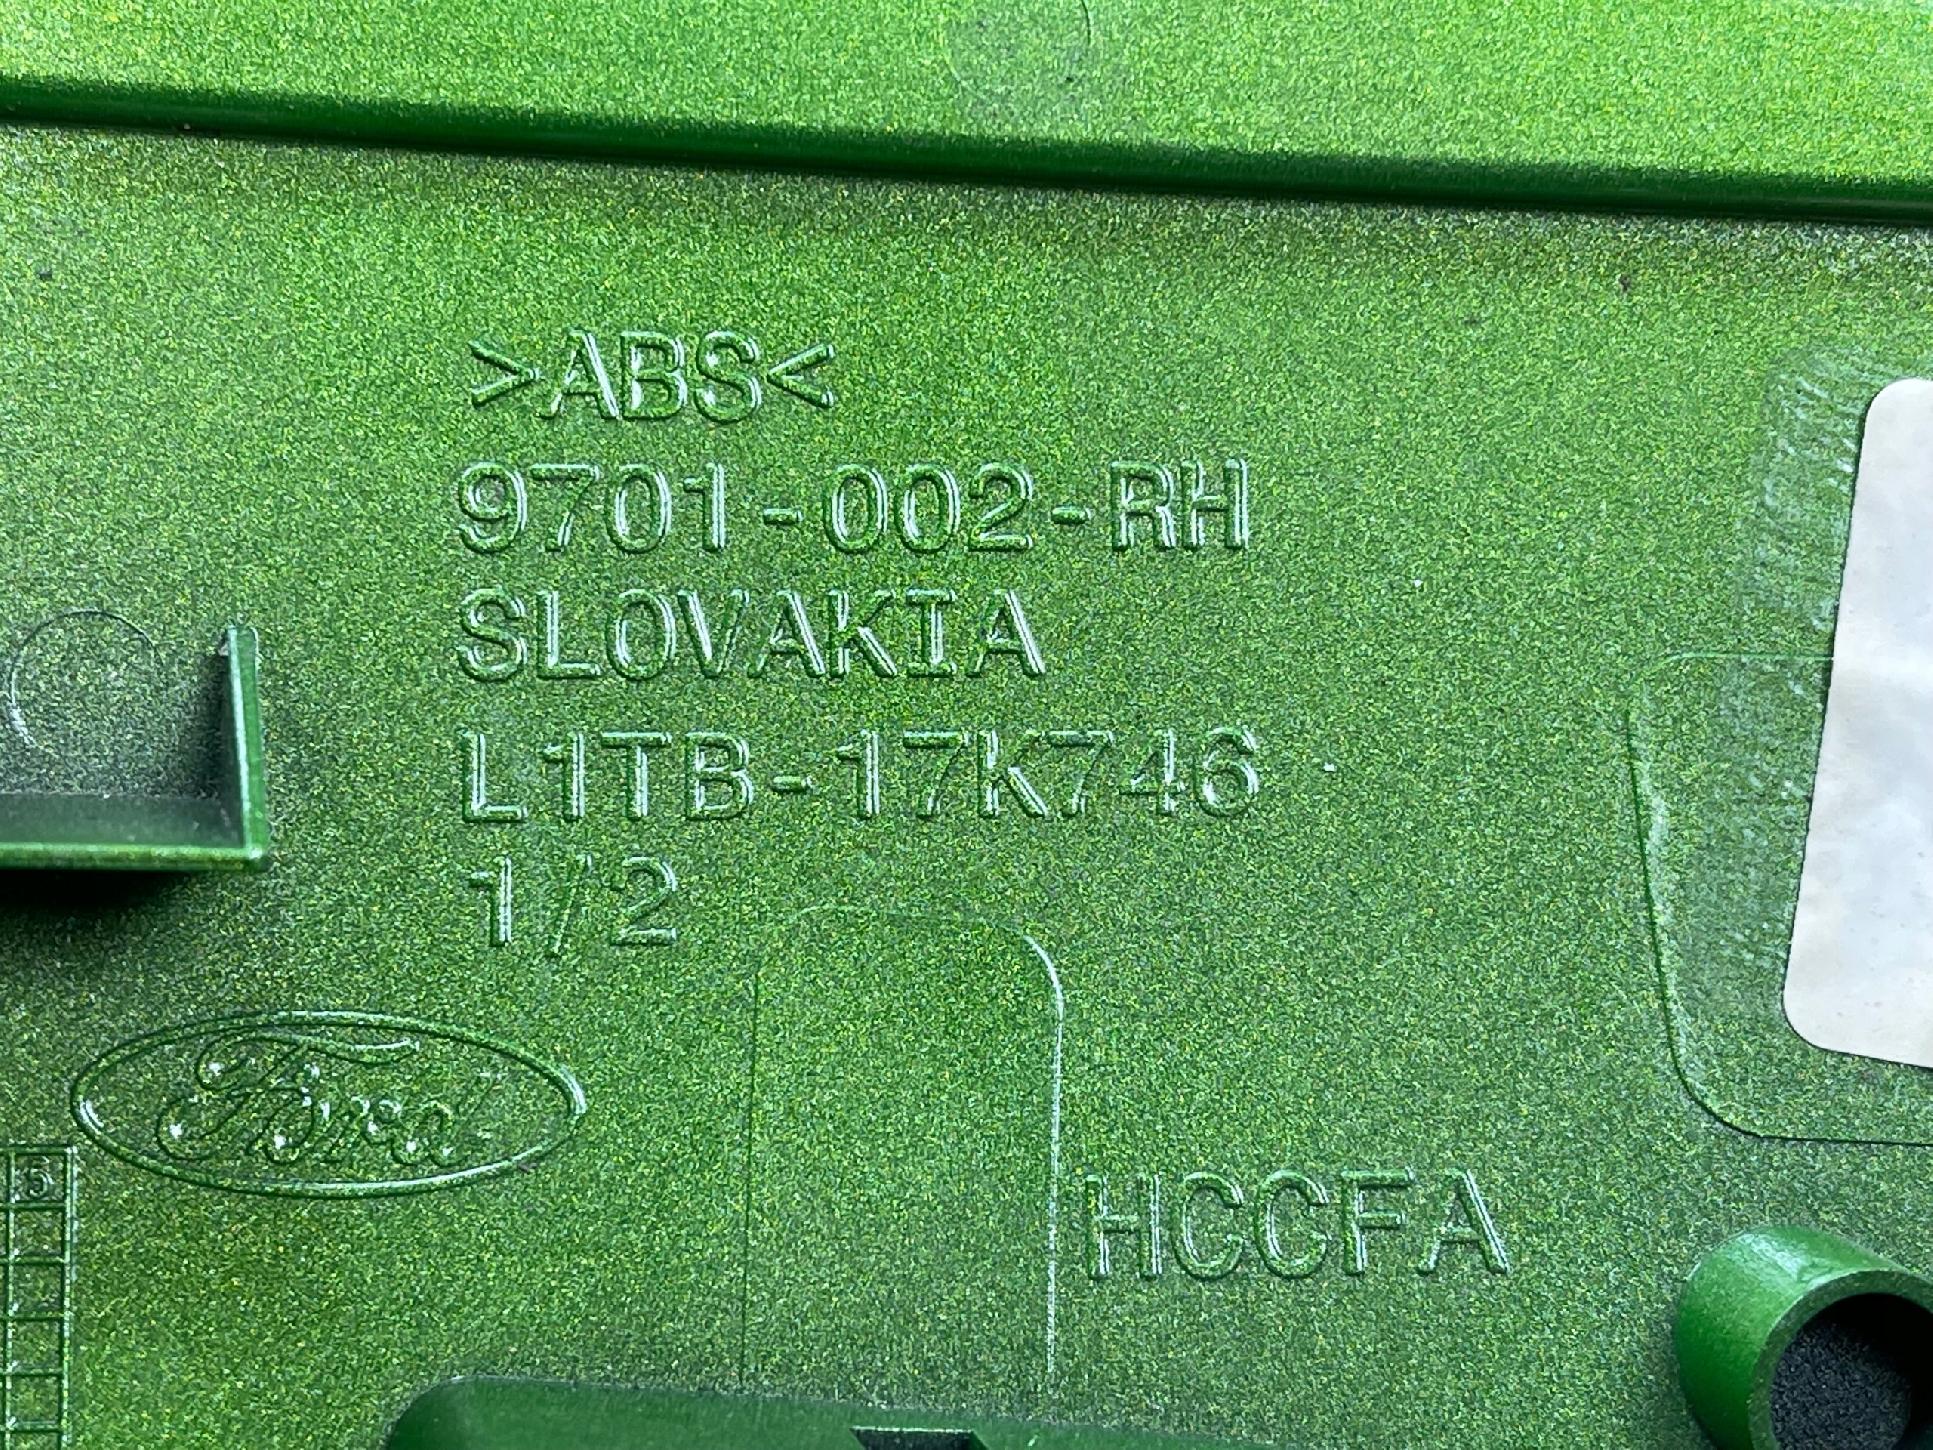 >ABS<
9701-002-RH
SLOVAKIA
L1TB-17K746
1/2
Ford
5
HCCFA